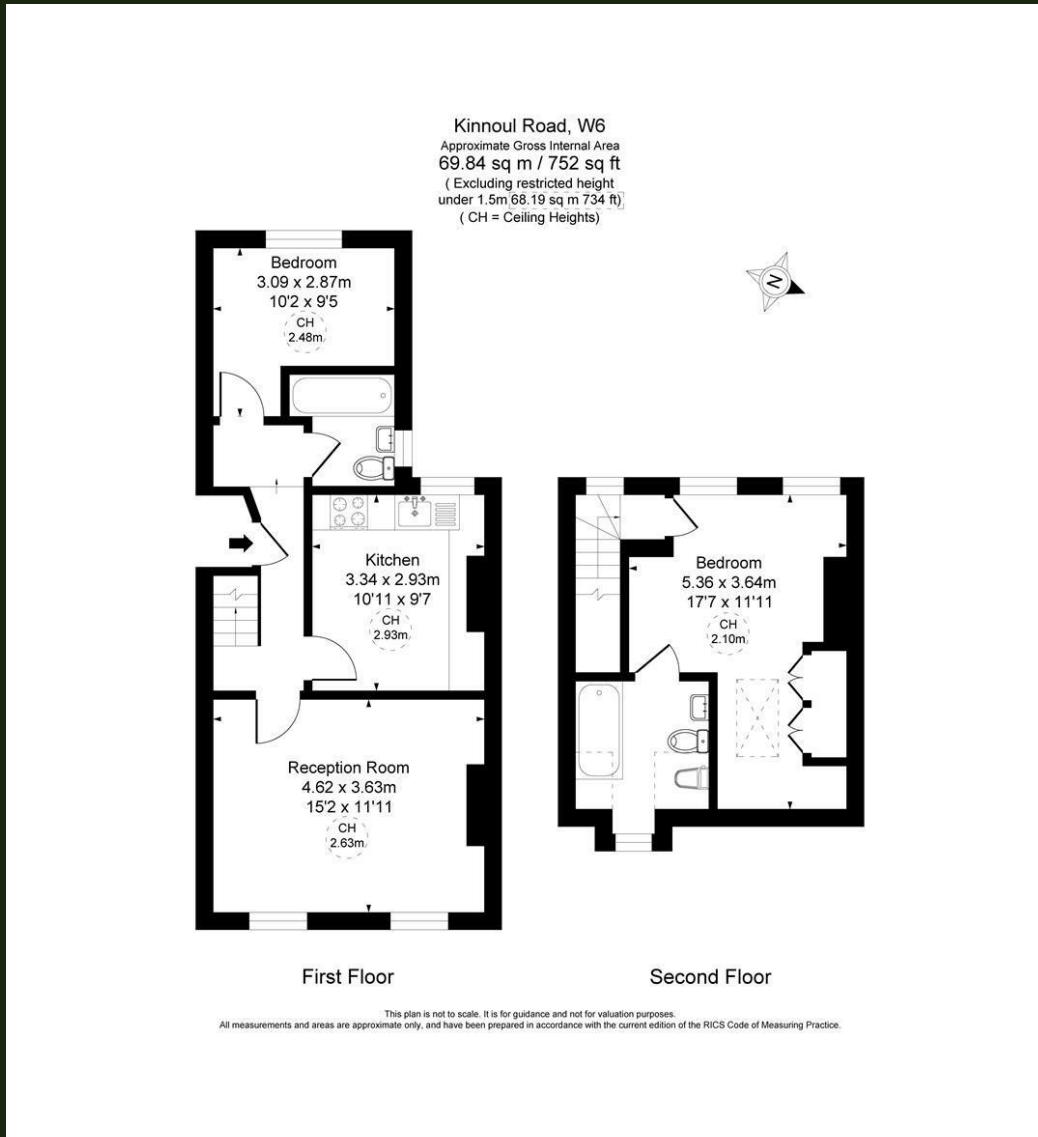 Kinnoul Road, W6
Approximate Gross Internal Area
69.84 sq m / 752 sq ft
( Excluding restricted height
under 1.5m 68.19 sq m 734 ft)
( CH = Ceiling Heights)
N
Bedroom
3.09 x 2.87m
10'2 x 9'5
CH
2.48m
Kitchen
3.34 x 2.93m
10'11 x 9'7
CH
2.93m
Reception Room
4.62 x 3.63m
15'2 x 11'11
CH
2.63m
First Floor
Bedroom
5.36 x 3.64m
17'7 x 11'11
CH
2.10m
Second Floor
This plan is not to scale. It is for guidance and not for valuation purposes.
All measurements and areas are approximate only, and have been prepared in accordance with the current edition of the RICS Code of Measuring Practice.